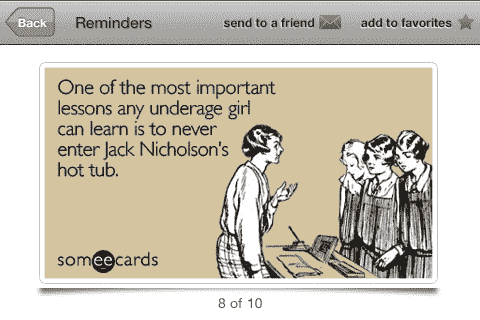 Back
Reminders
send to a friend
add to favorites
One of the most important
lessons any underage girl
can learn is to never
enter Jack Nicholson's
hot tub.
someecards
8 of 10